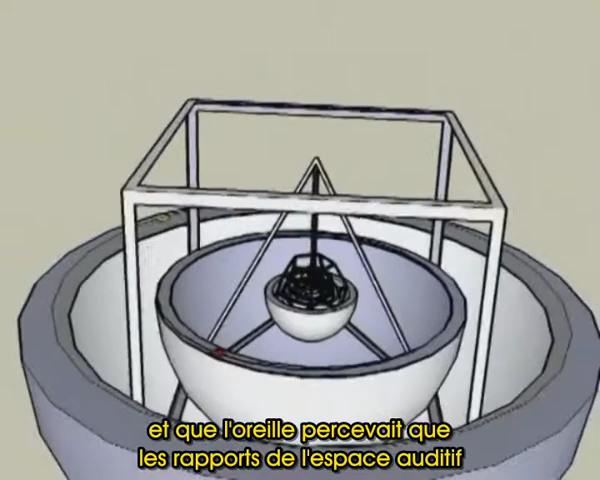 et que l'oreille percevait que
les rapports de l'espace auditif